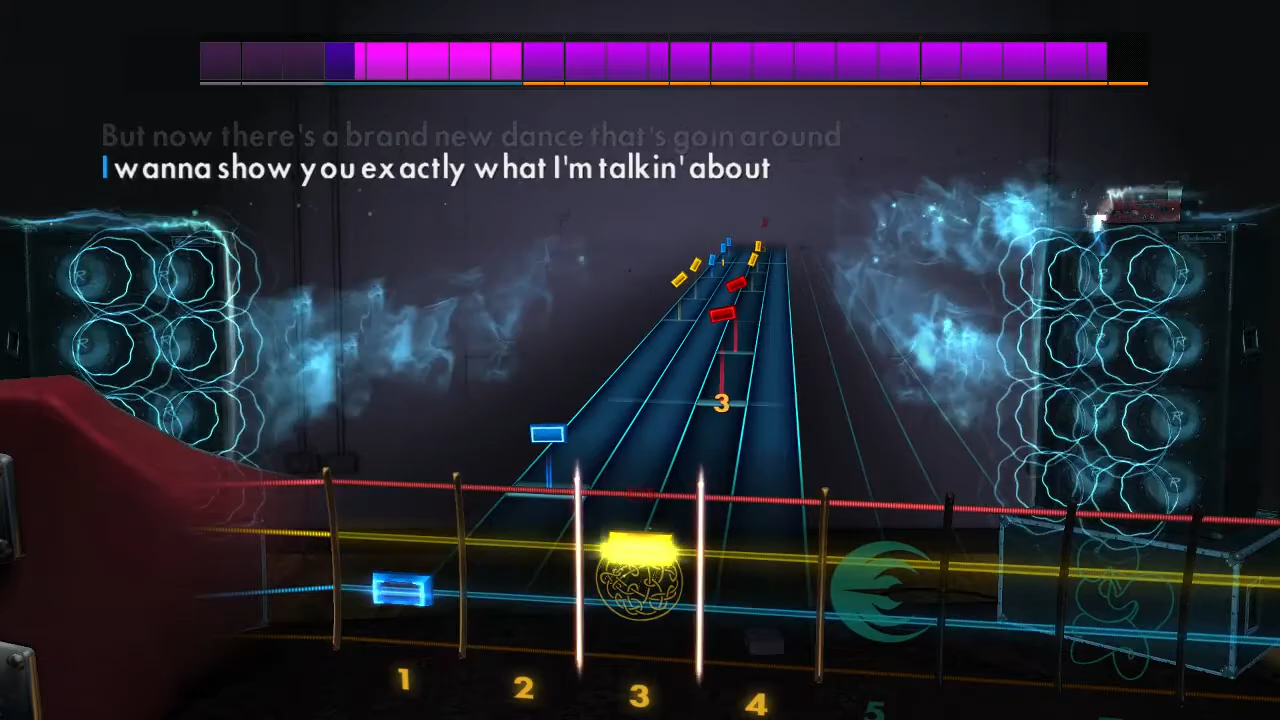 But now there's a brand new dance that's goin around
I wanna show you exactly what I'm talkin' about
3
1 2 3 4 5